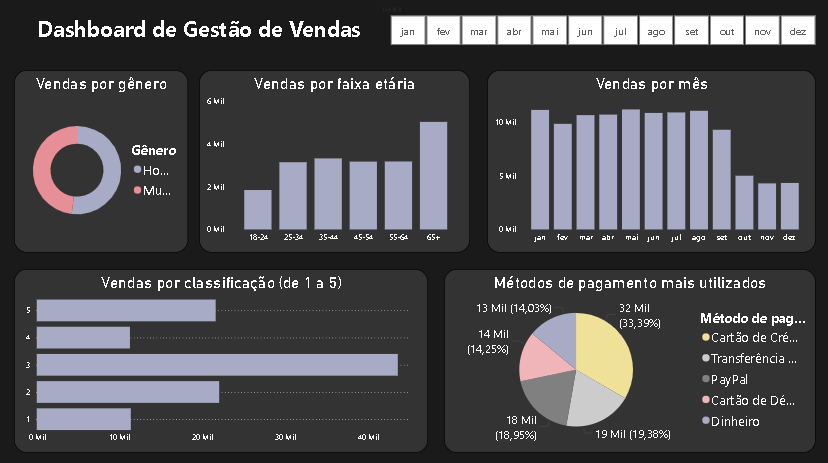 Dashboard de Gestão de Vendas
jan fev mar abr mai jun jul ago set out nov dez
Vendas por gênero
Gênero
Ho...
Mu...
Vendas por faixa etária
6 Mil
4 Mil
2 Mil
0 Mil
18-24 25-34 35-44 45-54 55-64 65+
Vendas por mês
10 Mil
5 Mil
0 Mil
jan fev mar abr mai jun jul ago set out nov dez
Vendas por classificação (de 1 a 5)
5
4
3
2
1
0 Mil 10 Mil 20 Mil 30 Mil 40 Mil
Métodos de pagamento mais utilizados
13 Mil (14,03%)
32 Mil
(33,39%)
14 Mil
(14,25%)
18 Mil
(18,95%)
19 Mil (19,38%)
Método de pag...
Cartão de Cré...
Transferência ...
PayPal
Cartão de Dé...
Dinheiro